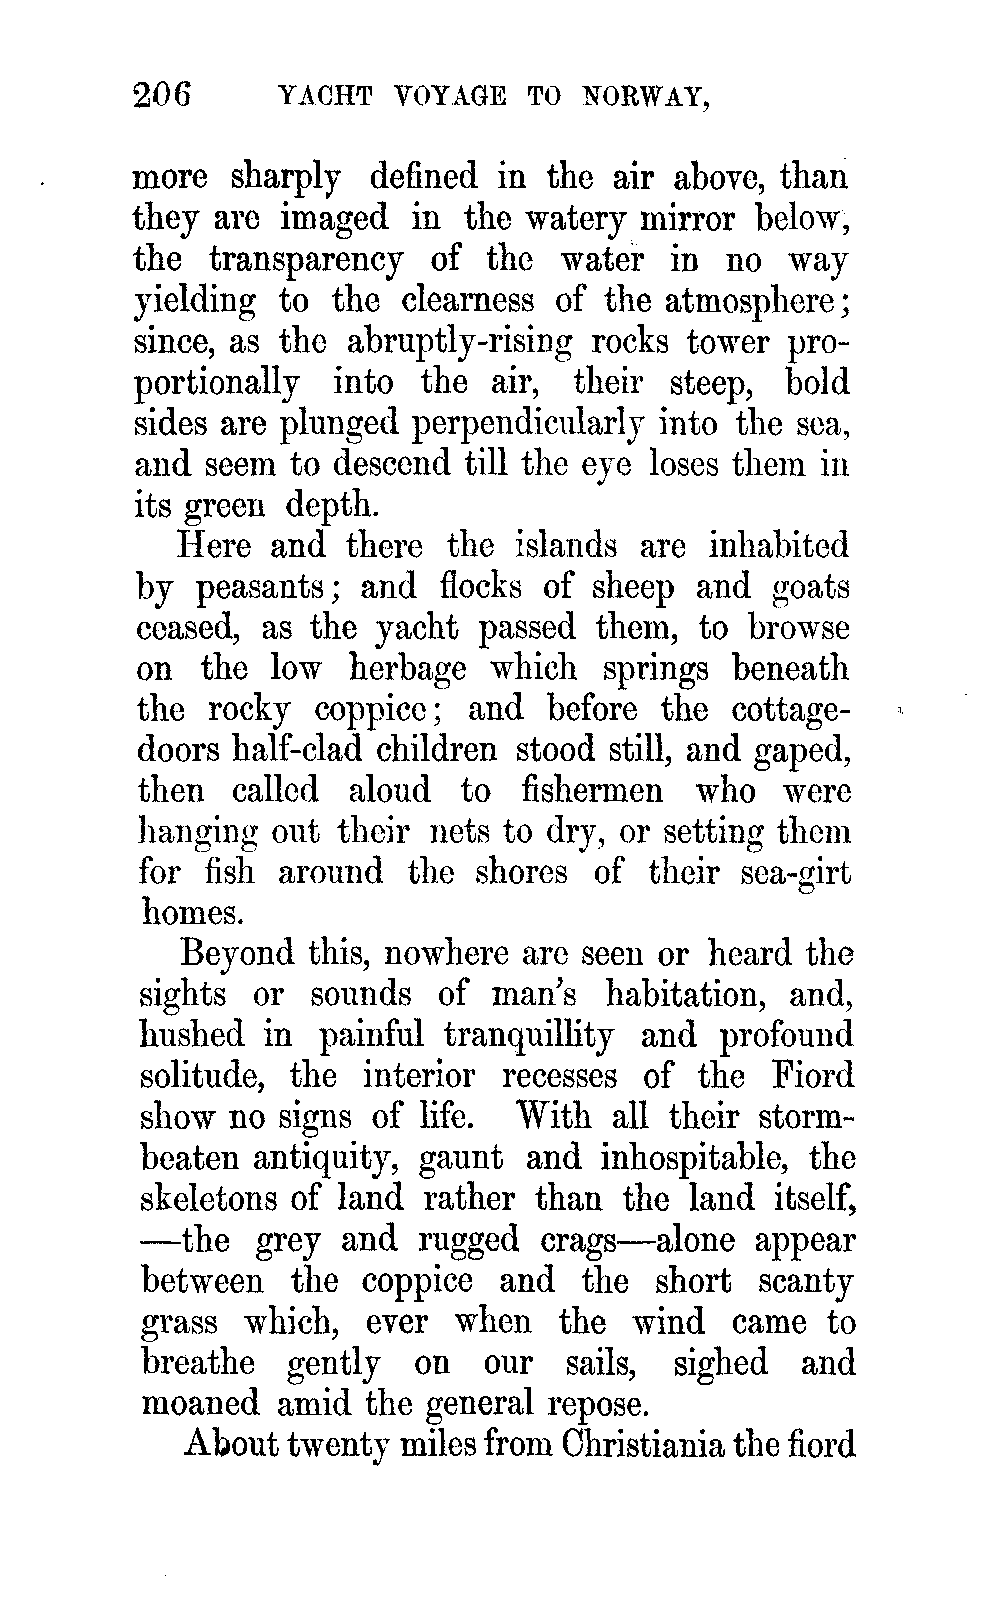 206 YACHT VOYAGE TO NORWAY,
more sharply defined in the air above, than
they are imaged in the watery mirror below,
the transparency of the water in no way
yielding to the clearness of the atmosphere;
since, as the abruptly-rising rocks tower pro-
portionally into the air, their steep, bold
sides are plunged perpendicularly into the sea,
and seem to descend till the eye loses them in
its green depth.
Here and there the islands are inhabited
by peasants; and flocks of sheep and goats
ceased, as the yacht passed them, to browse
on the low herbage which springs beneath
the rocky coppice; and before the cottage-
doors half-clad children stood still, and gaped,
then called aloud to fishermen who were
hanging out their nets to dry, or setting them
for fish around the shores of their sea-girt
homes.
Beyond this, nowhere are seen or heard the
sights or sounds of man's habitation, and,
hushed in painful tranquillity and profound
solitude, the interior recesses of the Fiord
show no signs of life. With all their storm-
beaten antiquity, gaunt and inhospitable, the
skeletons of land rather than the land itself,
—the grey and rugged crags—alone appear
between the coppice and the short scanty
grass which, ever when the wind came to
breathe gently on our sails, sighed and
moaned amid the general repose.
About twenty miles from Christiania the fiord